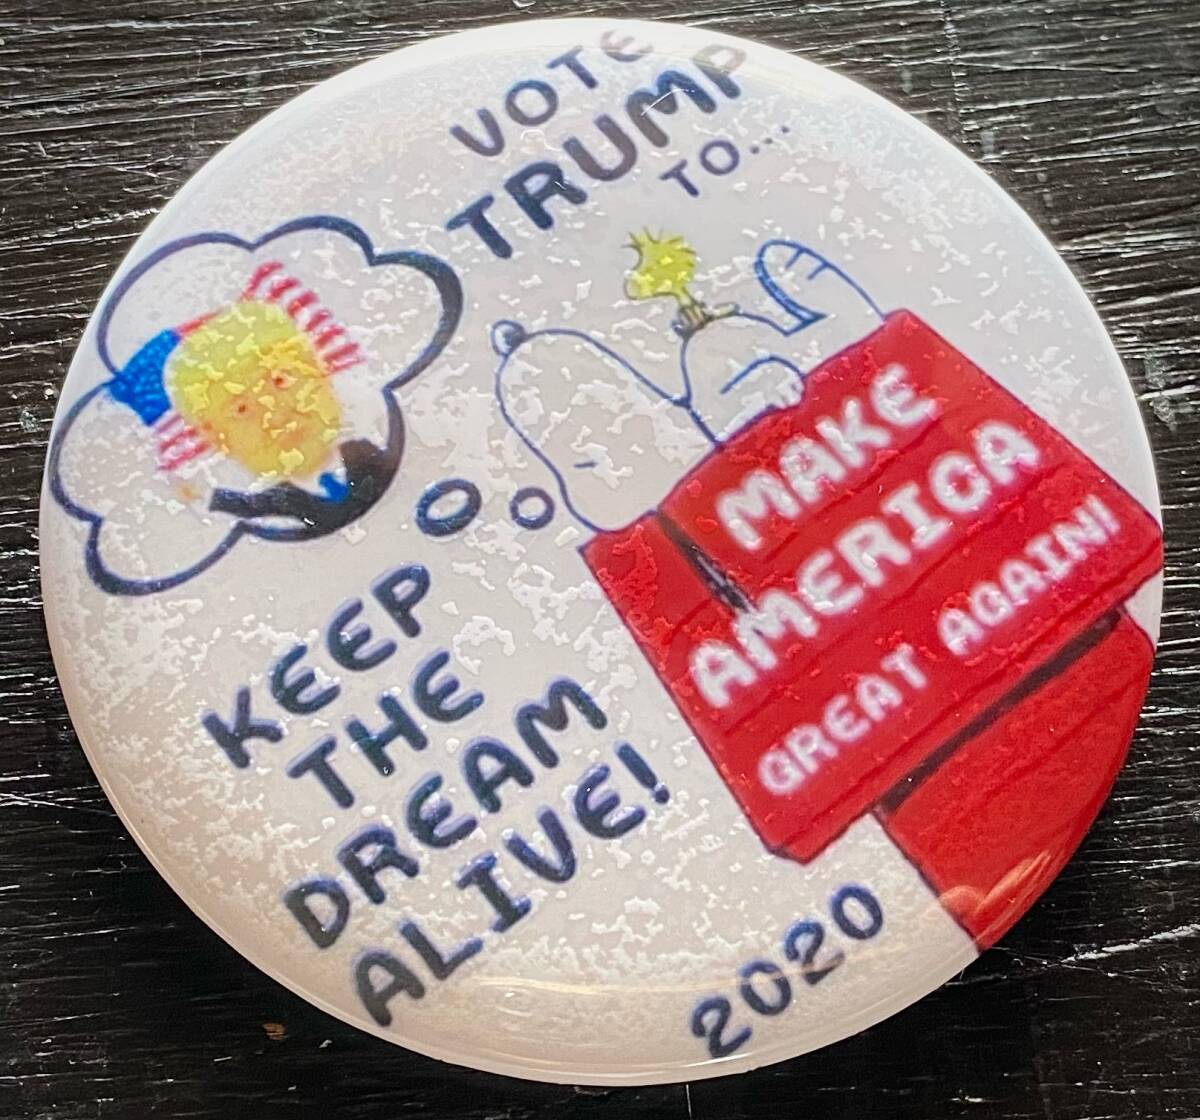 VOTE
TRUMP
TO...
MAKE
AMERICA
GREAT AGAIN!
KEEP
THE
DREAM
ALIVE!
2020